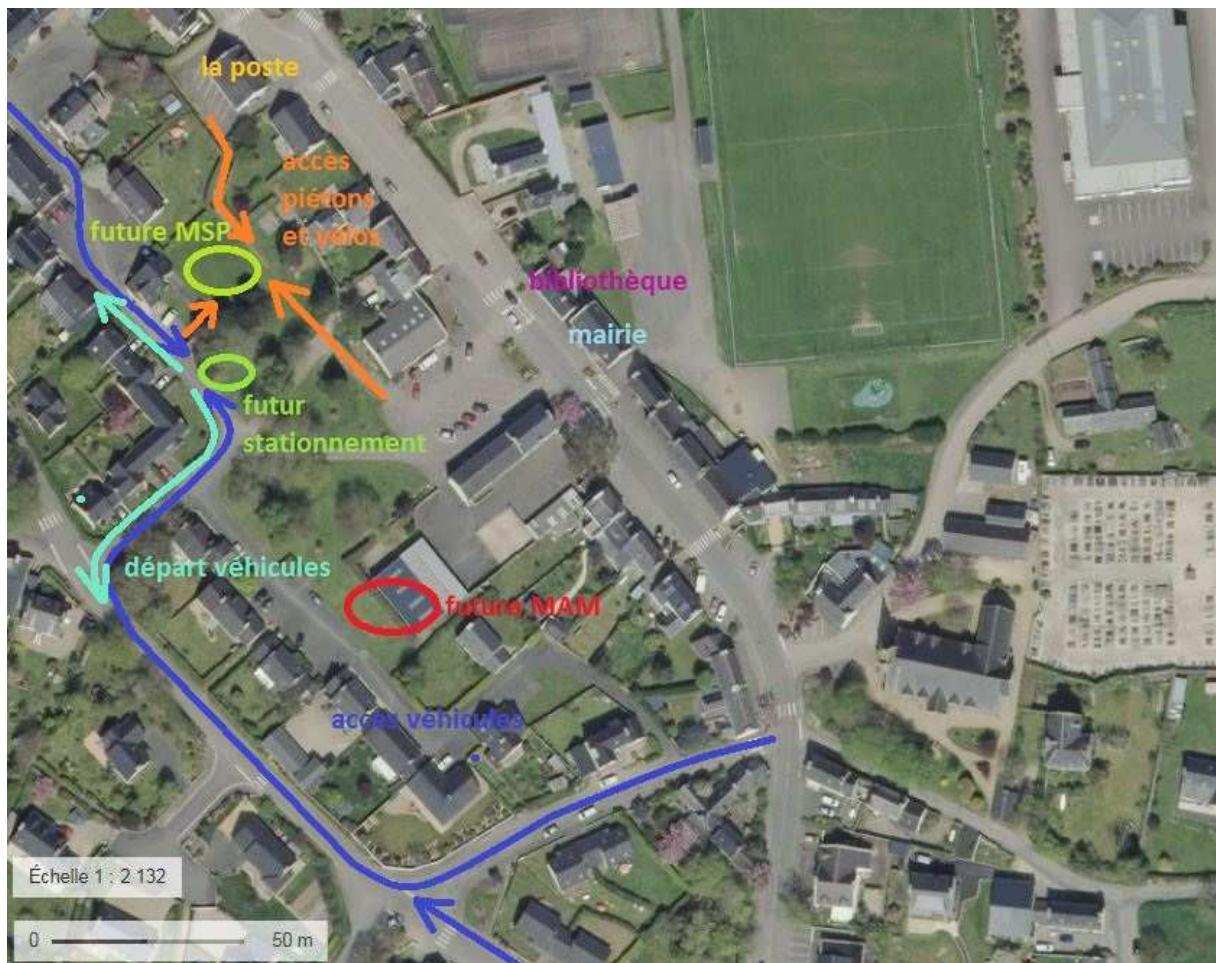 la poste
accès
piétons
et vélos
future MSP
bibliothèque
mairie
futur
stationnement
départ véhicules
future MAM
accès véhicules
Échelle 1 : 2 132
0 50 m